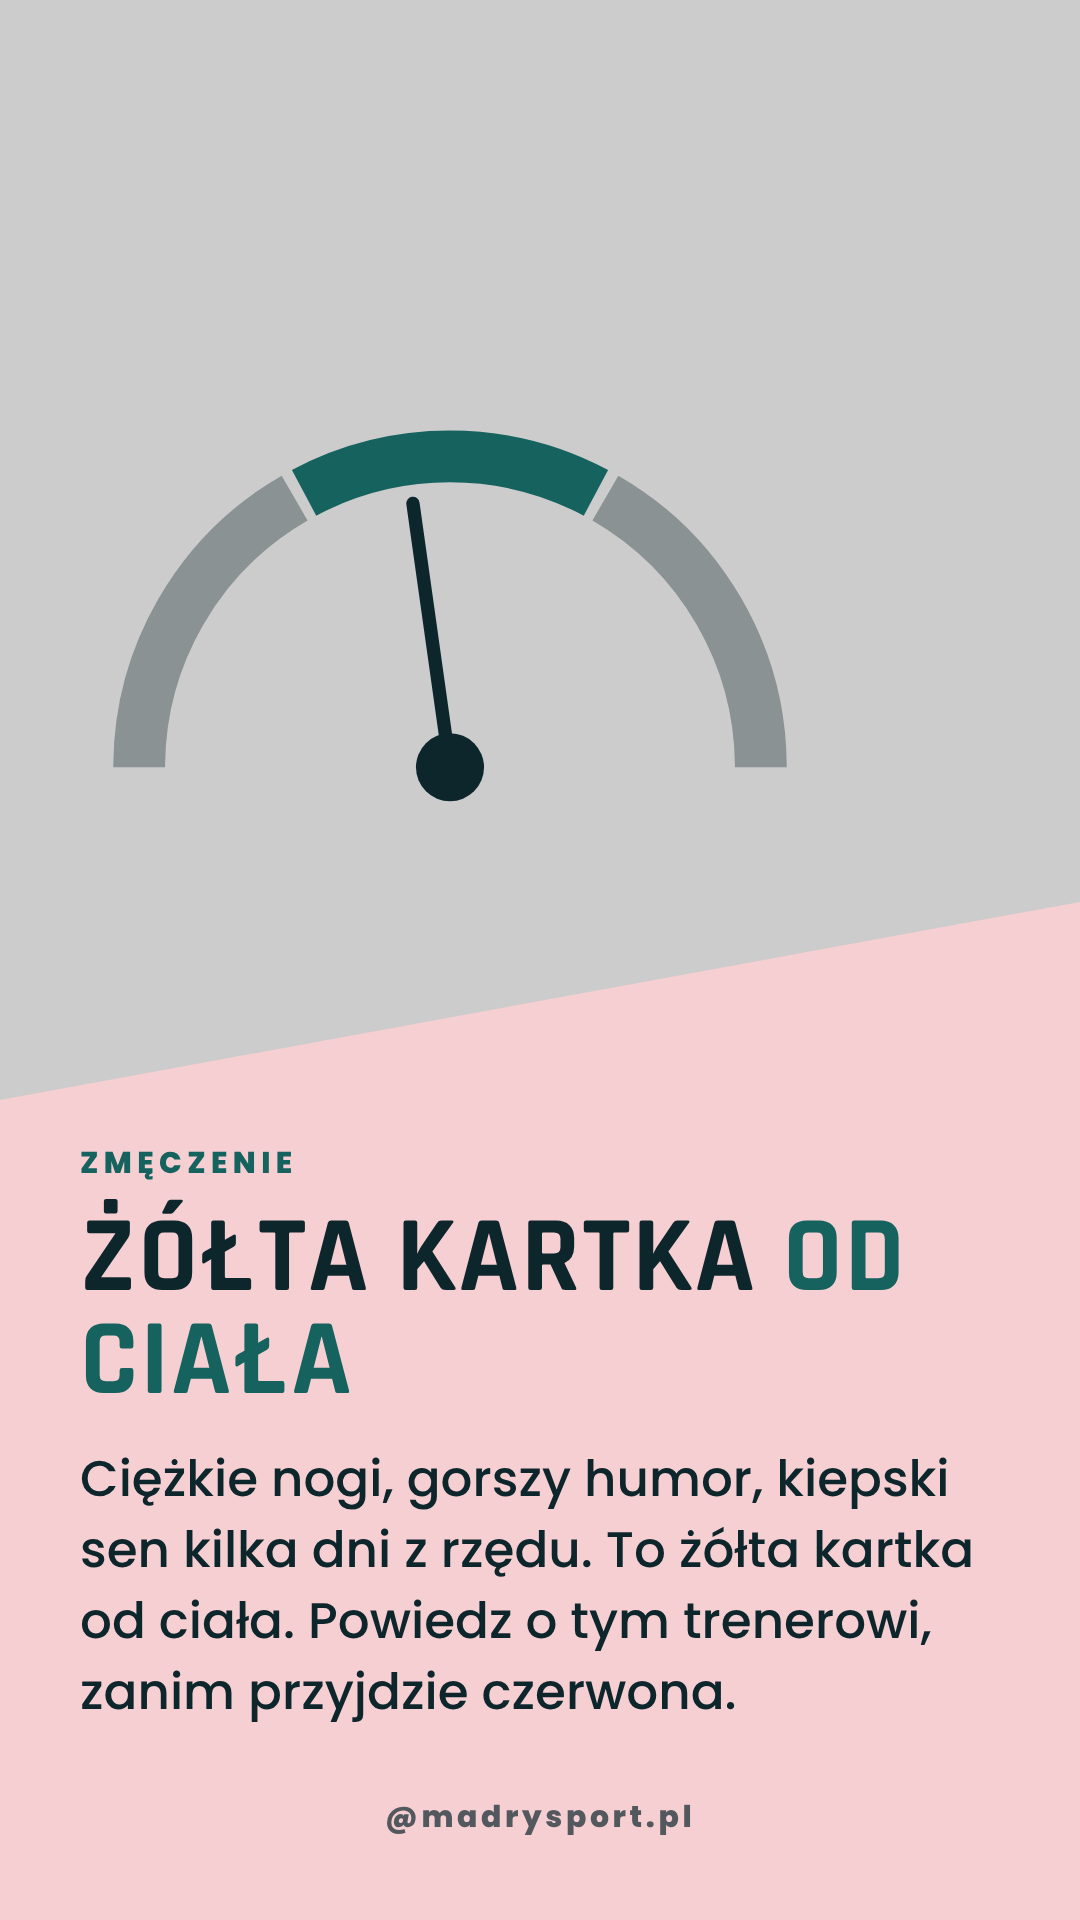 ZMĘCZENIE
ŻÓŁTA KARTKA OD
CIAŁA
Ciężkie nogi, gorszy humor, kiepski
sen kilka dni z rzędu. To żółta kartka
od ciała. Powiedz o tym trenerowi,
zanim przyjdzie czerwona.
@madrysport.pl